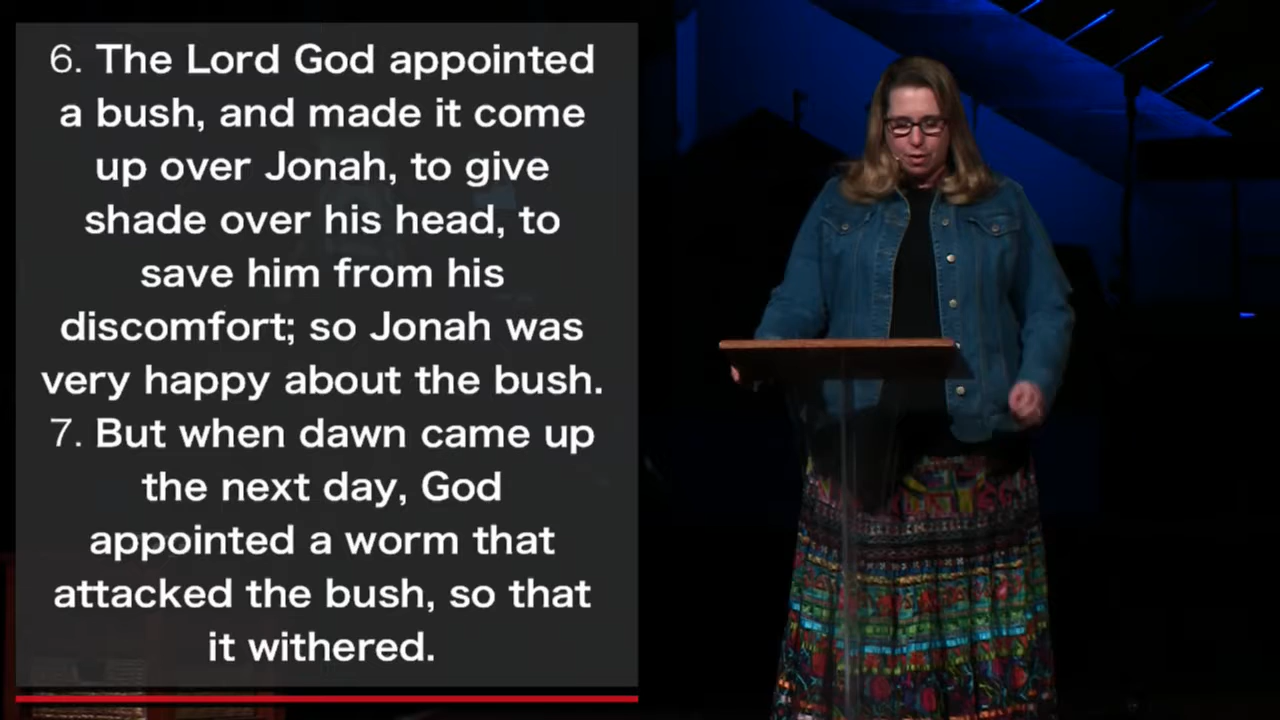 6. The Lord God appointed
a bush, and made it come
up over Jonah, to give
shade over his head, to
save him from his
discomfort; so Jonah was
very happy about the bush.
7. But when dawn came up
the next day, God
appointed a worm that
attacked the bush, so that
it withered.